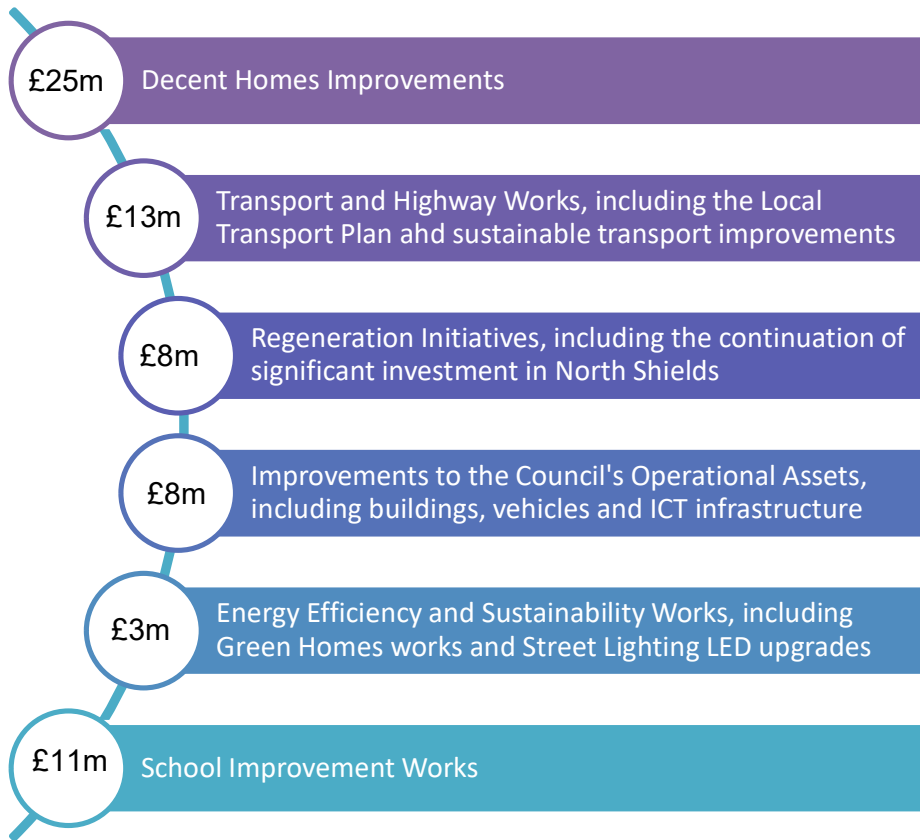 £25m
Decent Homes Improvements
£13m
Transport and Highway Works, including the Local
Transport Plan ahd sustainable transport improvements
£8m
Regeneration Initiatives, including the continuation of
significant investment in North Shields
£8m
Improvements to the Council's Operational Assets,
including buildings, vehicles and ICT infrastructure
£3m
Energy Efficiency and Sustainability Works, including
Green Homes works and Street Lighting LED upgrades
£11m
School Improvement Works